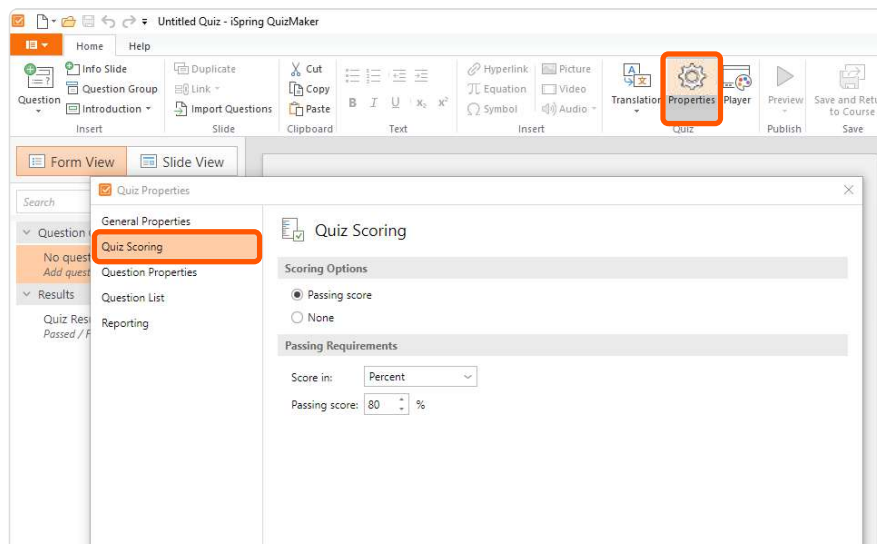 Untitled Quiz - iSpring QuizMaker
Home Help
Question
Info Slide
Question Group
Introduction
Insert
Duplicate
Link
Import Questions
Slide
Cut
Copy
Paste
Clipboard
B I U x₂ x²
Text
Hyperlink
Equation
Symbol
Picture
Video
Audio
Insert
Translation Properties Player
Quiz
Preview
Publish
Save and Retu
to Course
Save
Form View Slide View
Search
Question
No quest
Add quest
Results
Quiz Res
Passed / F
Quiz Properties
General Properties
Quiz Scoring
Question Properties
Question List
Reporting
Quiz Scoring
Scoring Options
Passing score
None
Passing Requirements
Score in: Percent
Passing score: 80 %